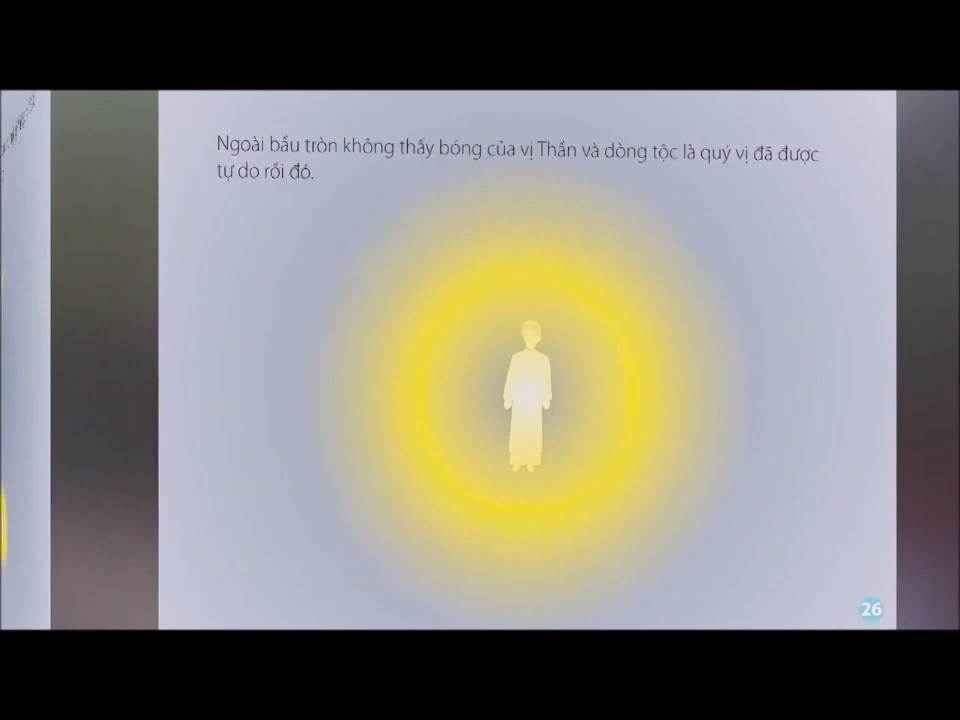 Ngoài bầu tròn không thấy bóng của vị Thần và dòng tộc là quý vị đã được
tự do rồi đó.
26